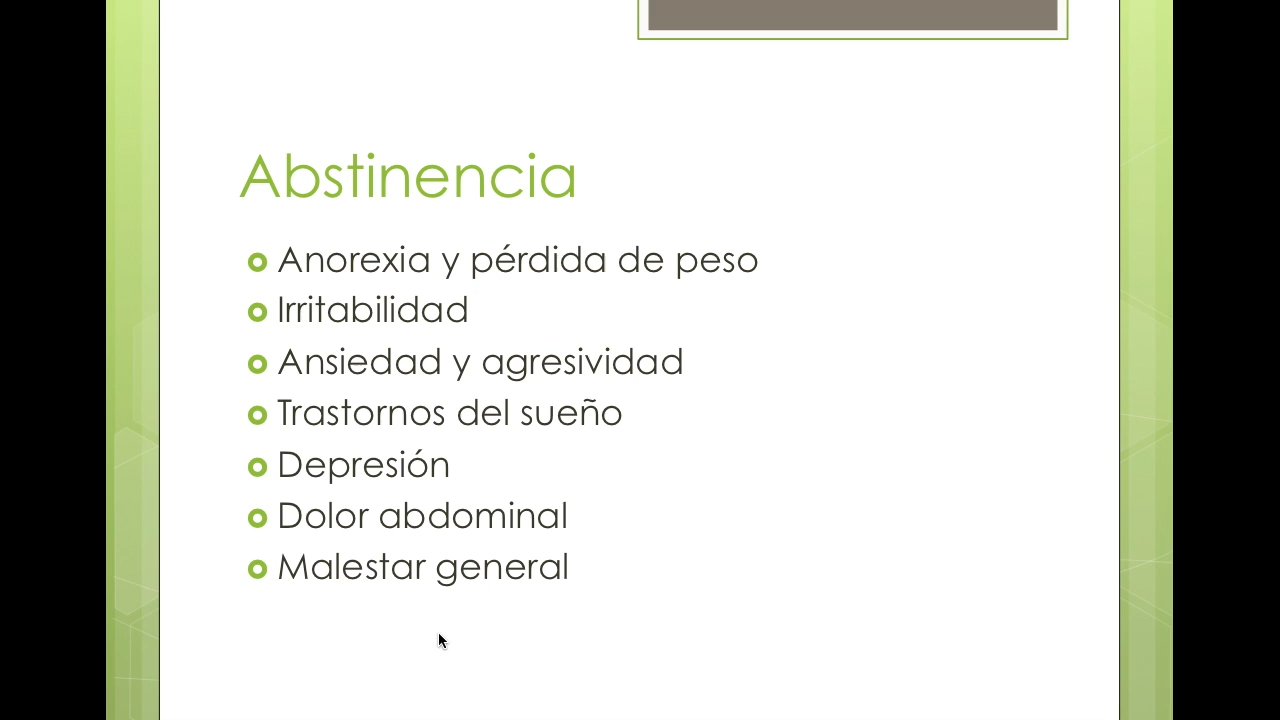 Abstinencia
Anorexia y pérdida de peso
Irritabilidad
Ansiedad y agresividad
Trastornos del sueño
Depresión
Dolor abdominal
Malestar general